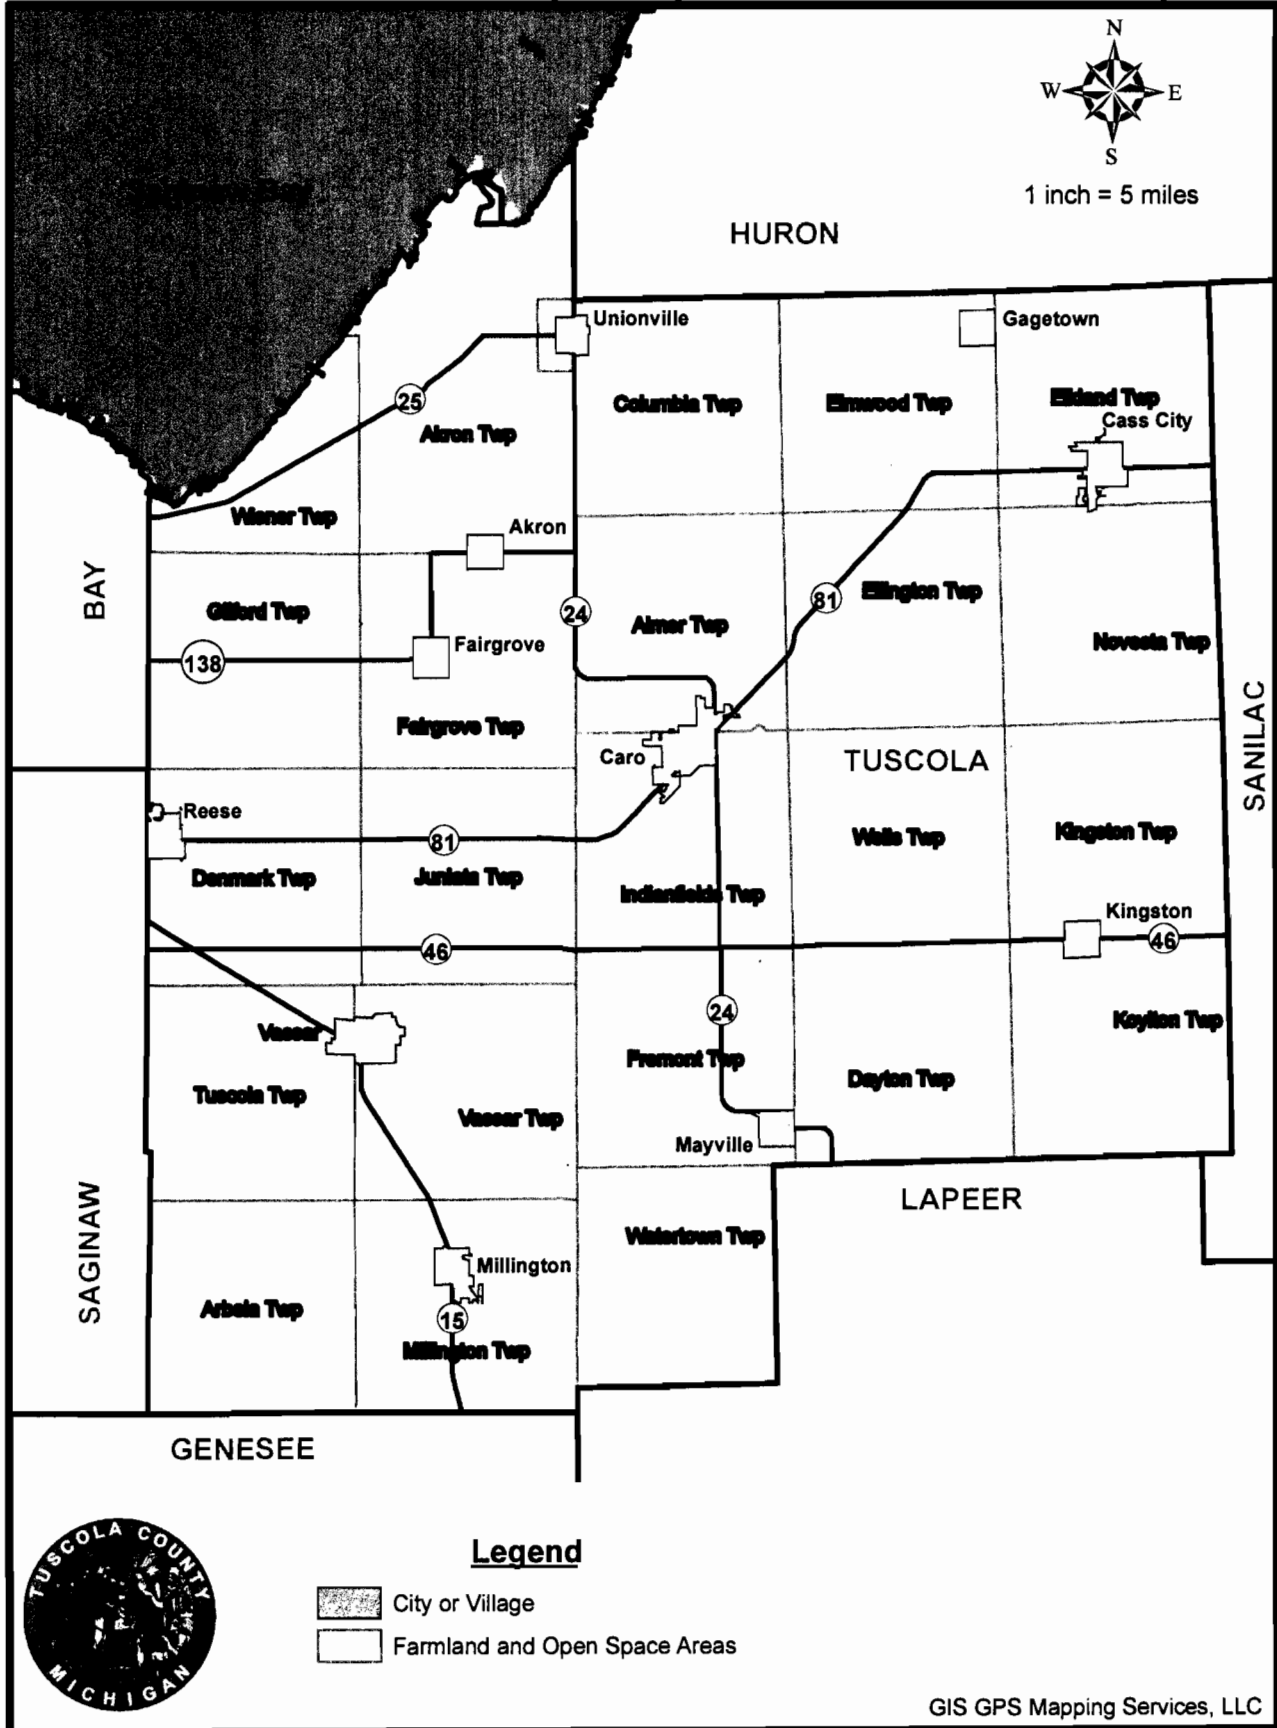 N
W E
S
1 inch = 5 miles
HURON
Unionville
Gagetown
25
Columbia Twp
Elmwood Twp
Elkland Twp
Cass City
Akron Twp
Wisner Twp
Akron
BAY
Gilford Twp
24
81
Ellington Twp
Almer Twp
Fairgrove
Novesta Twp
138
Fairgrove Twp
SANILAC
Caro
TUSCOLA
Reese
81
Wells Twp
Kingston Twp
Denmark Twp
Juniata Twp
Indianfields Twp
Kingston
46
46
24
Vassar
Koylton Twp
Fremont Twp
Dayton Twp
Tuscola Twp
Vassar Twp
Mayville
LAPEER
SAGINAW
Watertown Twp
Millington
Arbela Twp
15
Millington Twp
GENESEE
TUSCOLA COUNTY
MICHIGAN
Legend
City or Village
Farmland and Open Space Areas
GIS GPS Mapping Services, LLC